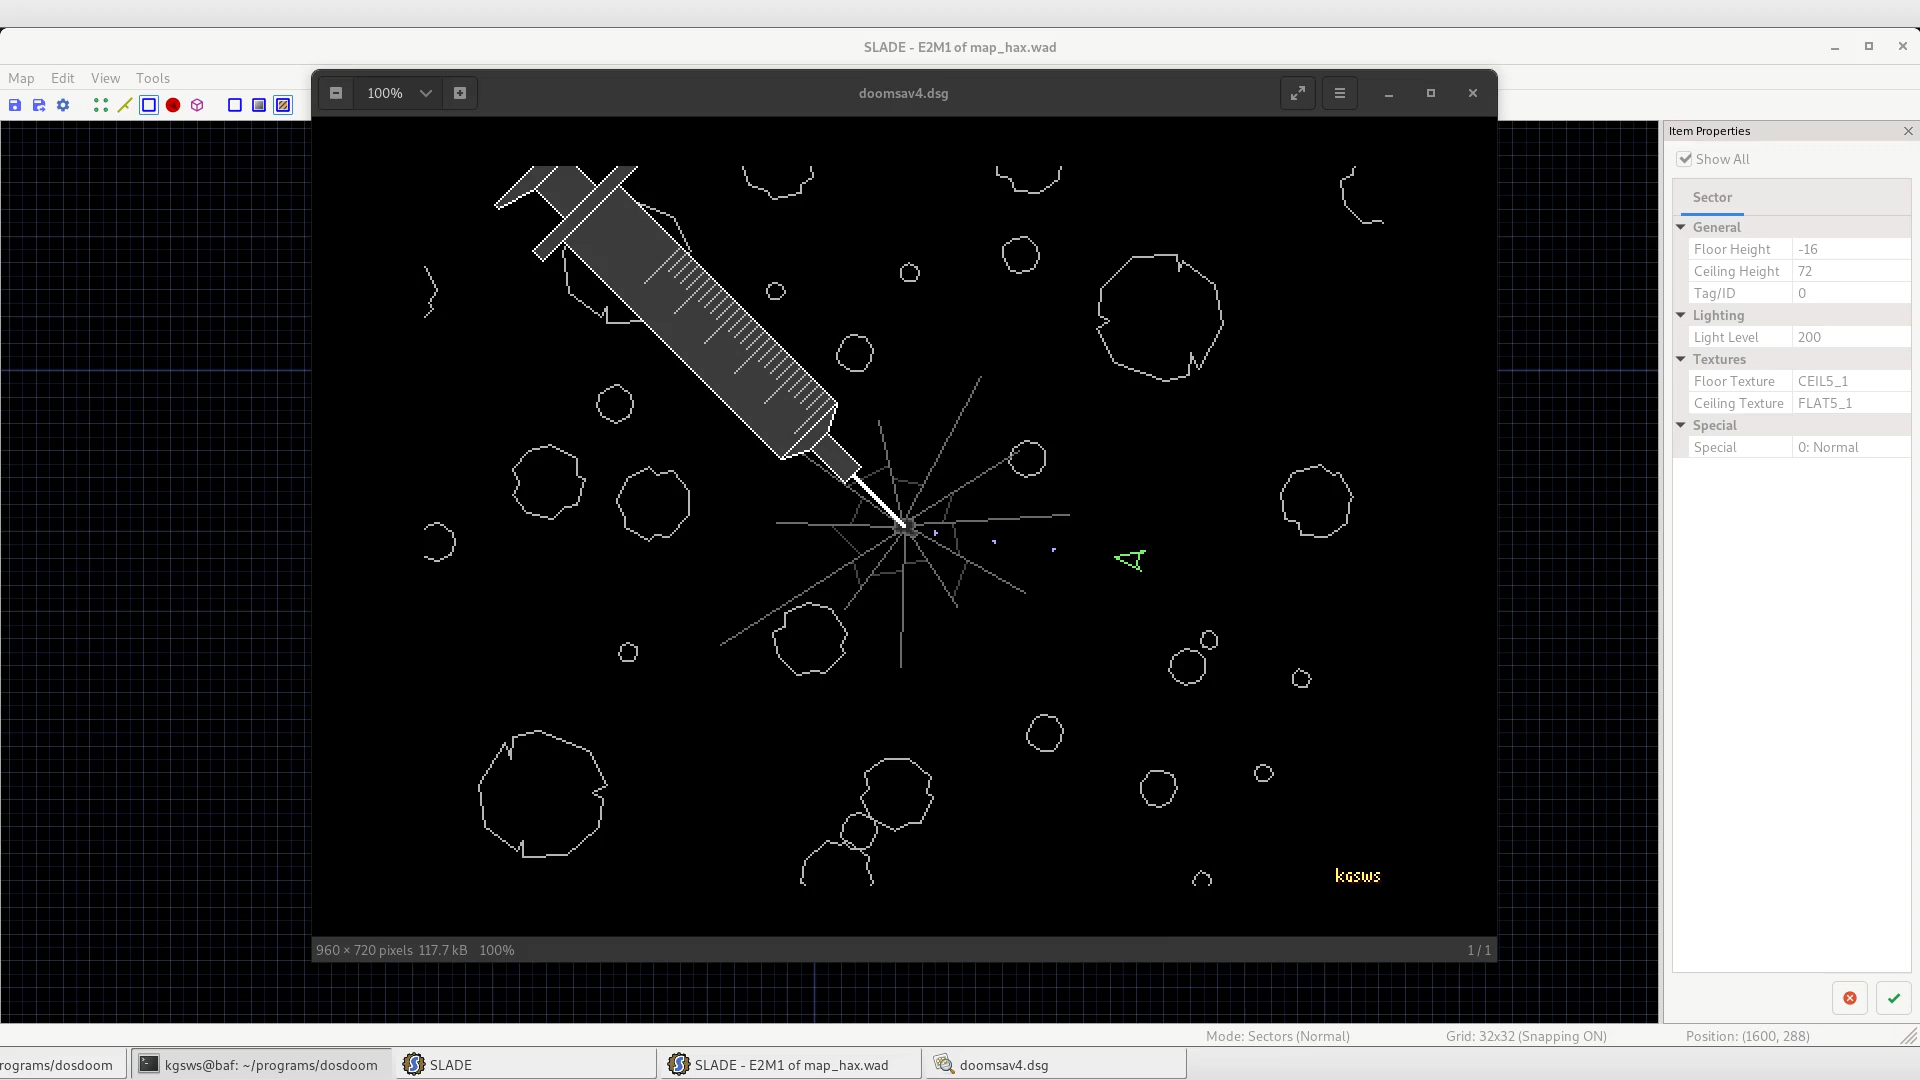 SLADE - E2M1 of map_hax.wad
Map Edit View Tools
100%
doomsav4.dsg
Item Properties
Show All
Sector
General
Floor Height -16
Ceiling Height 72
Tag/ID 0
Lighting
Light Level 200
Textures
Floor Texture CEIL5_1
Ceiling Texture FLAT5_1
Special
Special 0: Normal
kgsws
960 × 720 pixels 117.7 kB 100%
1 / 1
Mode: Sectors (Normal)
Grid: 32x32 (Snapping ON)
Position: (1600, 288)
rograms/dosdoom
kgsws@baf: ~/programs/dosdoom
SLADE
SLADE - E2M1 of map_hax.wad
doomsav4.dsg